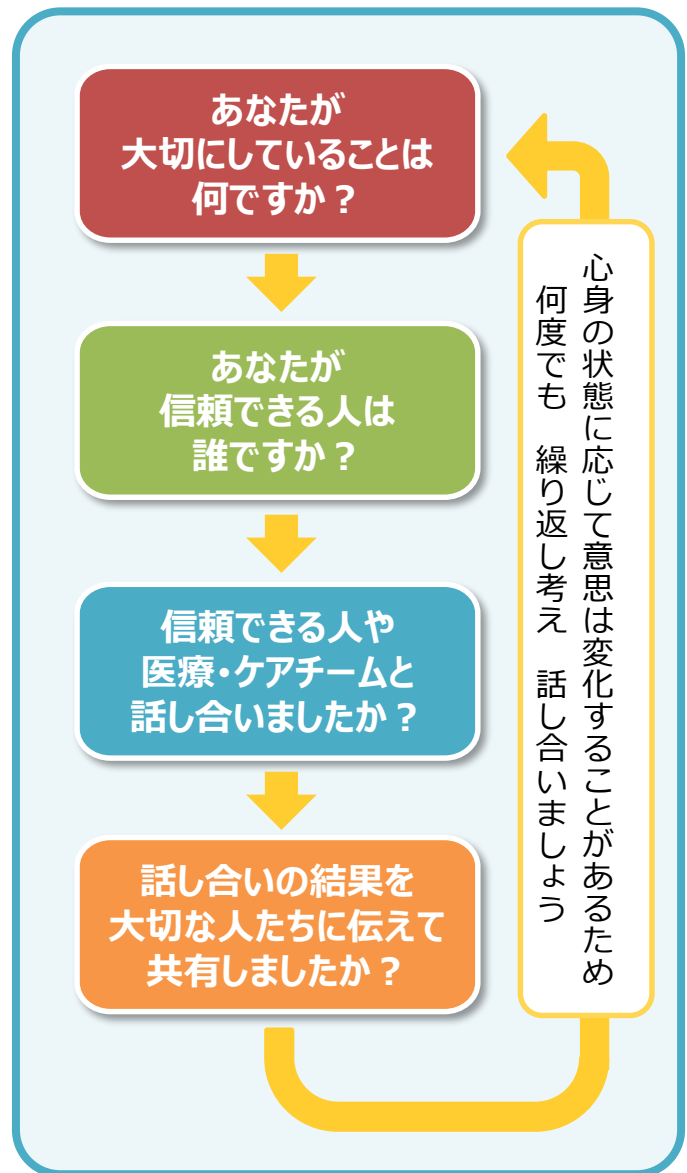 あなたが
大切にしていることは
何ですか？
あなたが
信頼できる人は
誰ですか？
信頼できる人や
医療・ケアチームと
話し合いましたか？
話し合いの結果を
大切な人たちに伝えて
共有しましたか？
心身の状態に応じて意思は変化することがあるため
何度でも　繰り返し考え　話し合いましょう